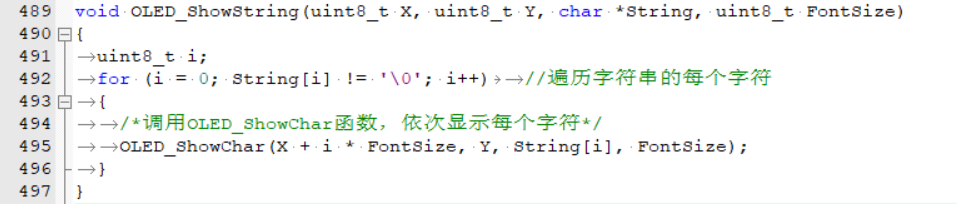 489 void OLED_ShowString(uint8_t X, uint8_t Y, char *String, uint8_t FontSize)
490 {
491 uint8_t i;
492 for (i = 0; String[i] != '\0'; i++) //遍历字符串的每个字符
493 {
494 /*调用OLED_ShowChar函数，依次显示每个字符*/
495 OLED_ShowChar(X + i * FontSize, Y, String[i], FontSize);
496 }
497 }